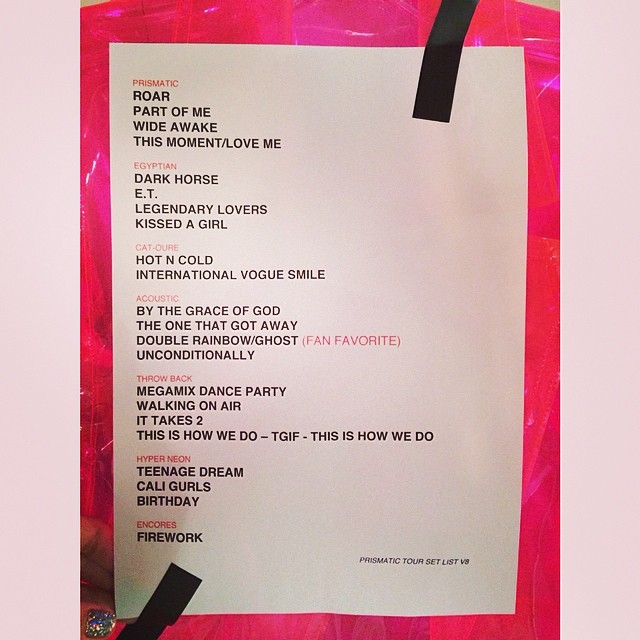 PRISMATIC
ROAR
PART OF ME
WIDE AWAKE
THIS MOMENT/LOVE ME
EGYPTIAN
DARK HORSE
E.T.
LEGENDARY LOVERS
KISSED A GIRL
CAT-OURE
HOT N COLD
INTERNATIONAL VOGUE SMILE
ACOUSTIC
BY THE GRACE OF GOD
THE ONE THAT GOT AWAY
DOUBLE RAINBOW/GHOST (FAN FAVORITE)
UNCONDITIONALLY
THROW BACK
MEGAMIX DANCE PARTY
WALKING ON AIR
IT TAKES 2
THIS IS HOW WE DO – TGIF - THIS IS HOW WE DO
HYPER NEON
TEENAGE DREAM
CALI GURLS
BIRTHDAY
ENCORES
FIREWORK
PRISMATIC TOUR SET LIST V8